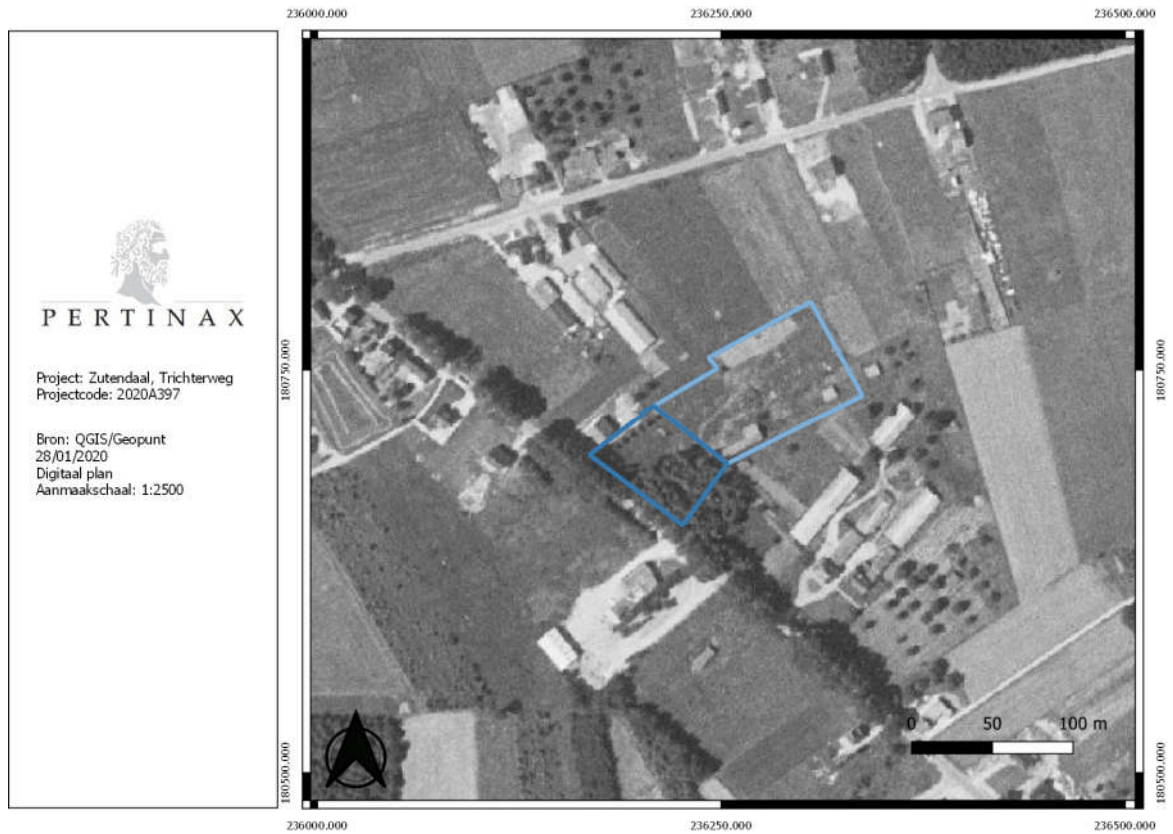 236000.000 236250.000 236500.000
PERTINAX
Project: Zutendaal, Trichterweg
Projectcode: 2020A397
Bron: QGIS/Geopunt
28/01/2020
Digitaal plan
Aanmaakschaal: 1:2500
180750.000 180750.000
0 50 100 m
180500.000 180500.000
236000.000 236250.000 236500.000